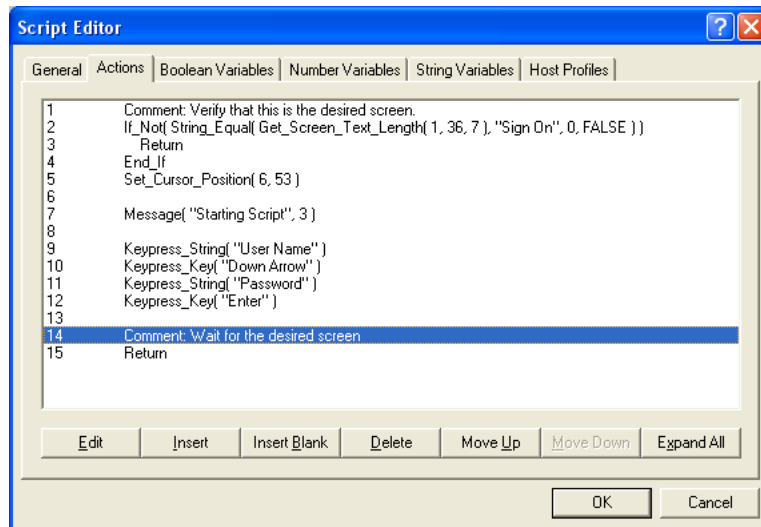 Script Editor
General Actions Boolean Variables Number Variables String Variables Host Profiles
1 Comment: Verify that this is the desired screen.
2 If_Not( String_Equal( Get_Screen_Text_Length( 1, 36, 7 ), "Sign On", 0, FALSE ) )
3 Return
4 End_If
5 Set_Cursor_Position( 6, 53 )
6
7 Message( "Starting Script", 3 )
8
9 Keypress_String( "User Name" )
10 Keypress_Key( "Down Arrow" )
11 Keypress_String( "Password" )
12 Keypress_Key( "Enter" )
13
14 Comment: Wait for the desired screen
15 Return
Edit Insert Insert Blank Delete Move Up Move Down Expand All
OK Cancel